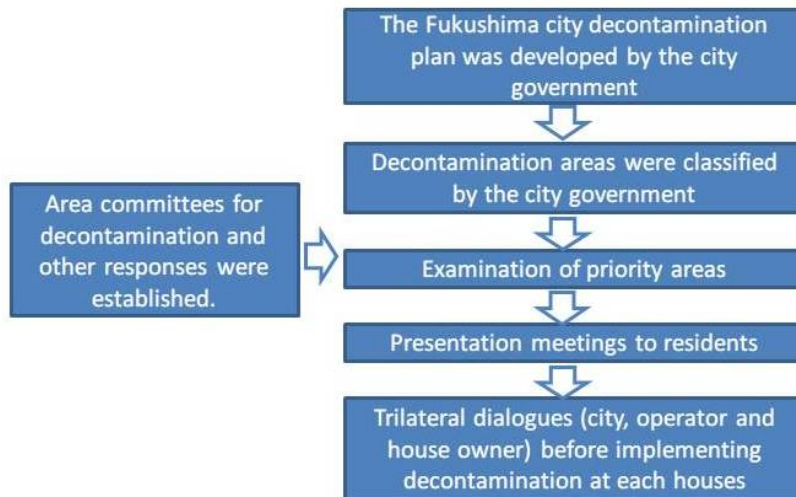 The Fukushima city decontamination
plan was developed by the city
government
Decontamination areas were classified
by the city government
Area committees for
decontamination and
other responses were
established.
Examination of priority areas
Presentation meetings to residents
Trilateral dialogues (city, operator and
house owner) before implementing
decontamination at each houses